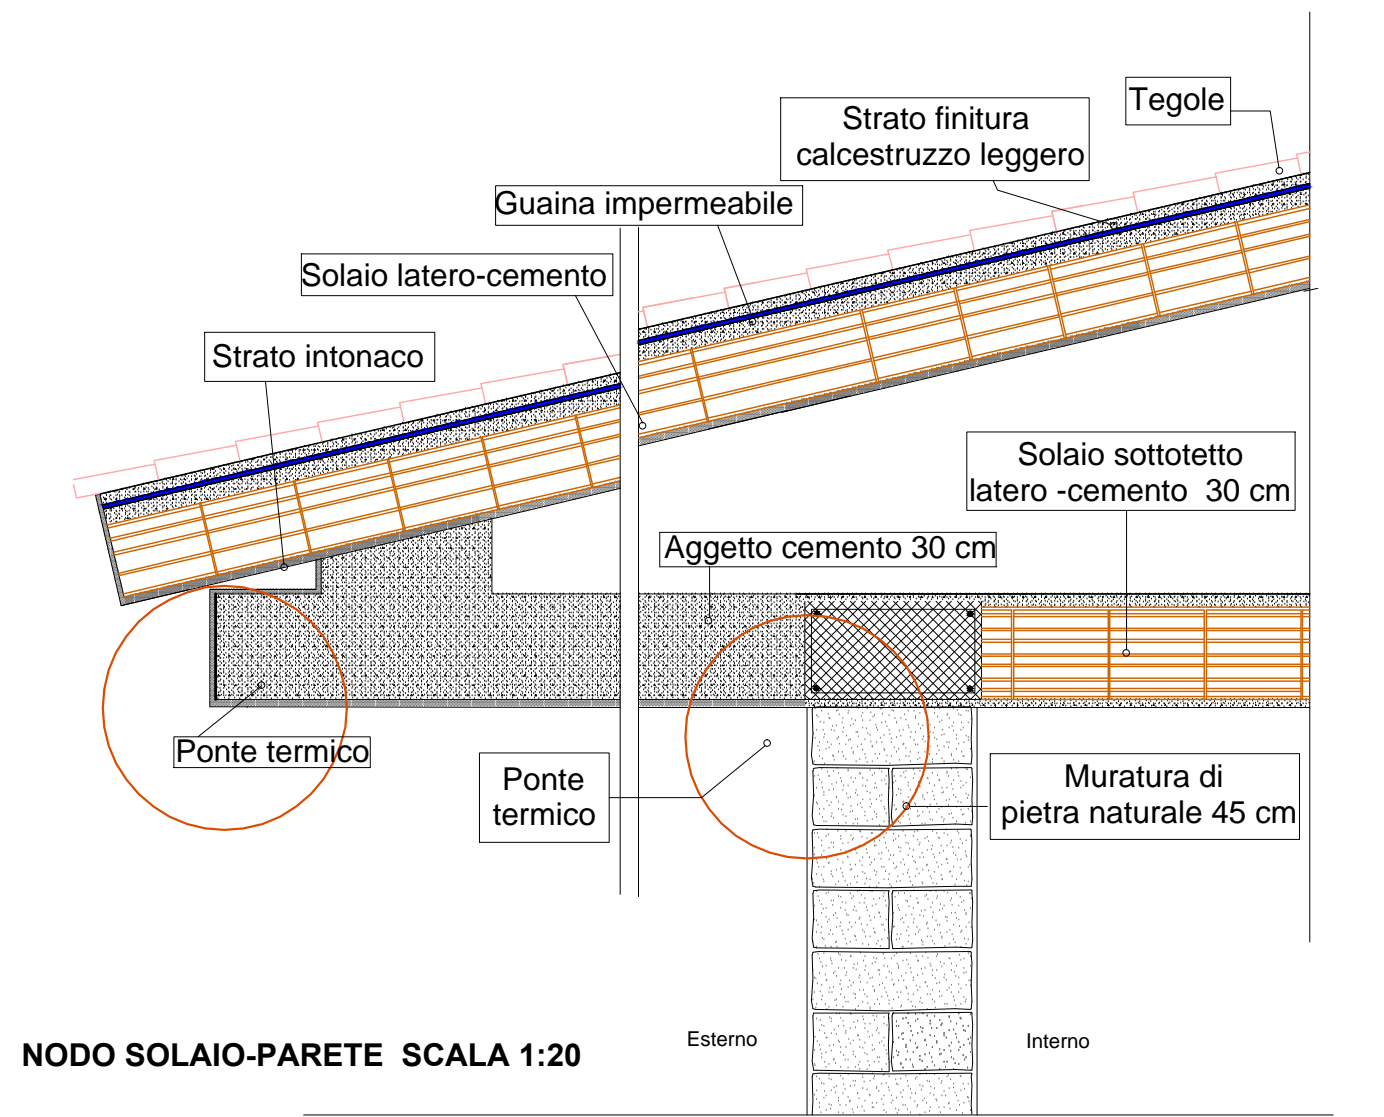 Tegole
Strato finitura
calcestruzzo leggero
Guaina impermeabile
Solaio latero-cemento
Strato intonaco
Solaio sottotetto
latero -cemento 30 cm
Aggetto cemento 30 cm
Ponte termico
Ponte
termico
Muratura di
pietra naturale 45 cm
Esterno
Interno
NODO SOLAIO-PARETE SCALA 1:20